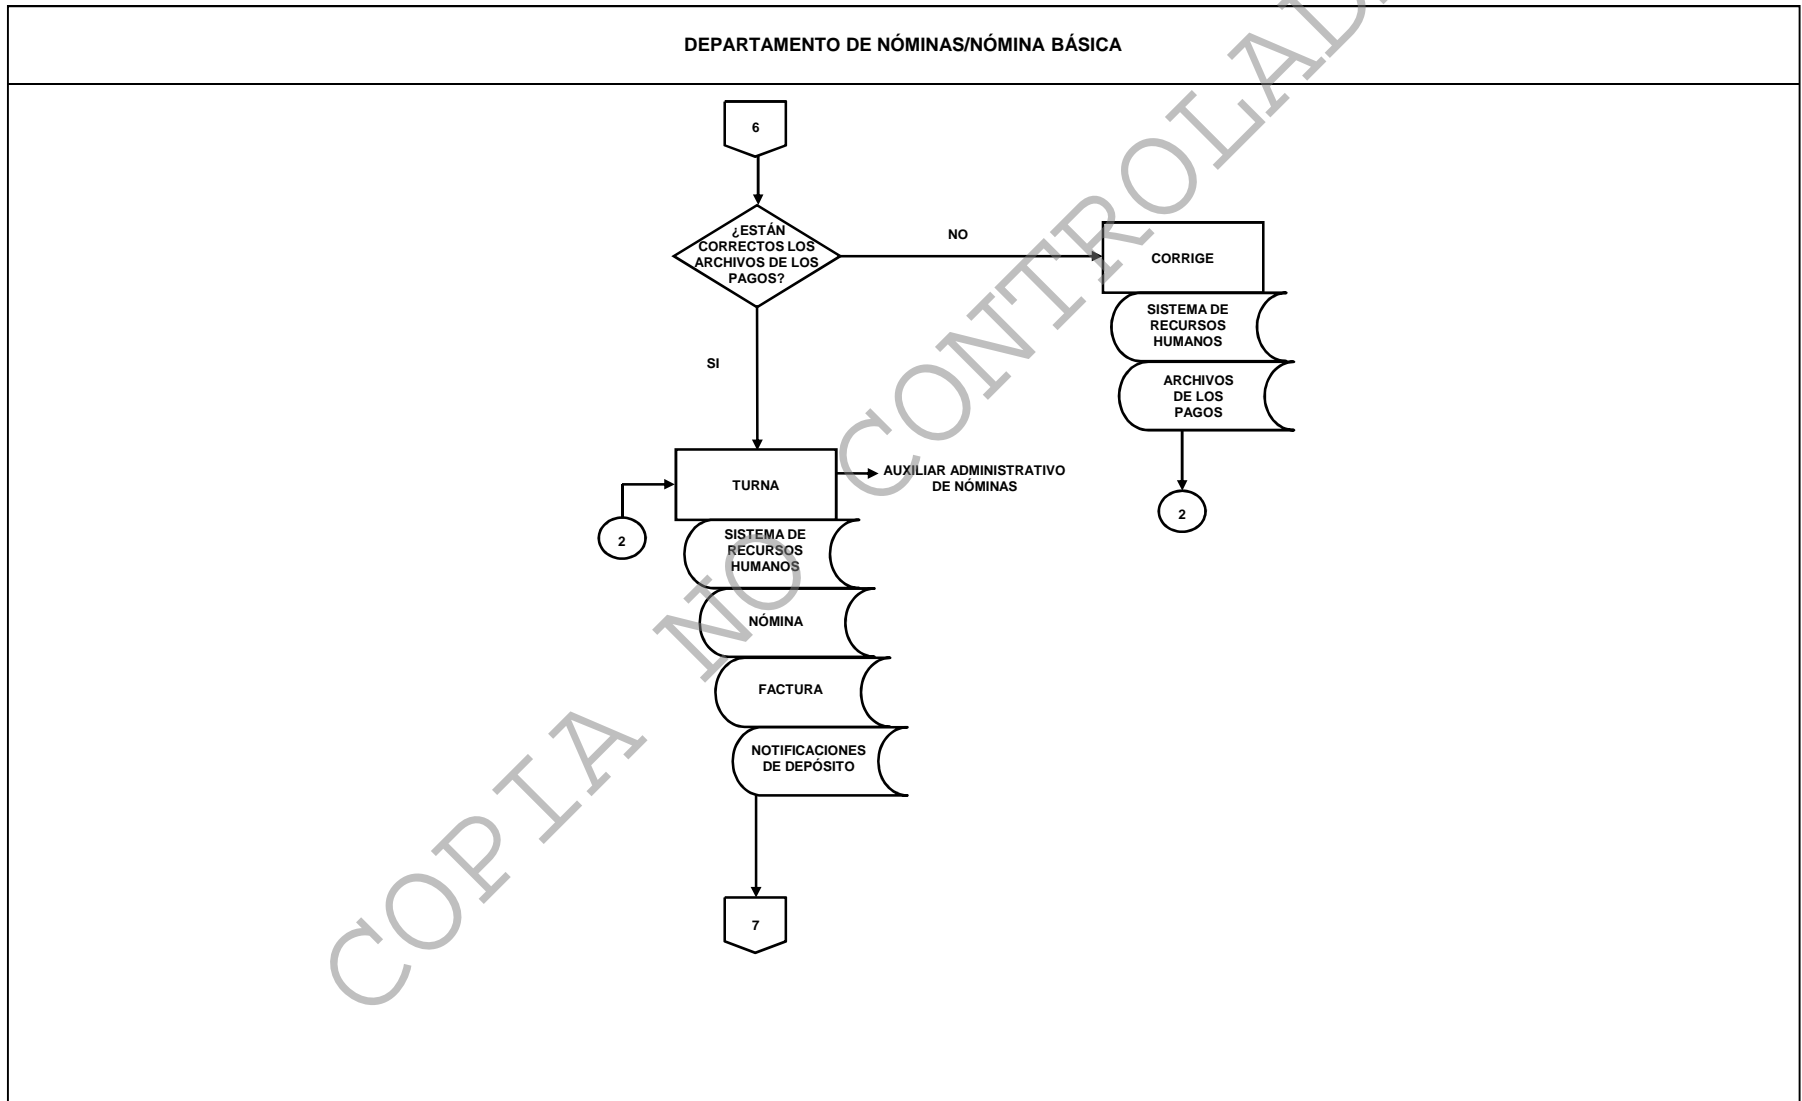 DEPARTAMENTO DE NÓMINAS/NÓMINA BÁSICA
6
¿ESTÁN
CORRECTOS LOS
ARCHIVOS DE LOS
PAGOS?
NO
CORRIGE
SISTEMA DE
RECURSOS
HUMANOS
ARCHIVOS
DE LOS
PAGOS
2
SI
TURNA
AUXILIAR ADMINISTRATIVO
DE NÓMINAS
2
SISTEMA DE
RECURSOS
HUMANOS
NÓMINA
FACTURA
NOTIFICACIONES
DE DEPÓSITO
7
COPIA NO CONTROLAD